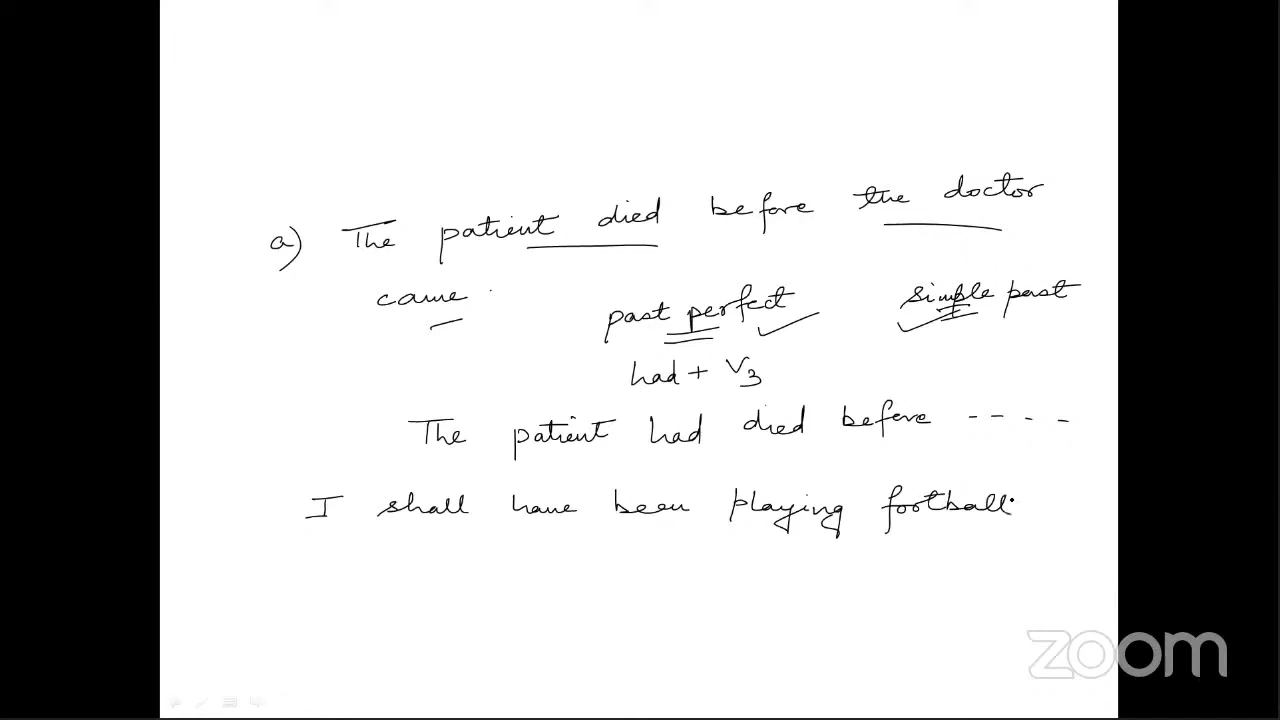 a) The patient died before the doctor
came
past perfect simple past
had + V3
The patient had died before - - - -
I shall have been playing football.
zoom